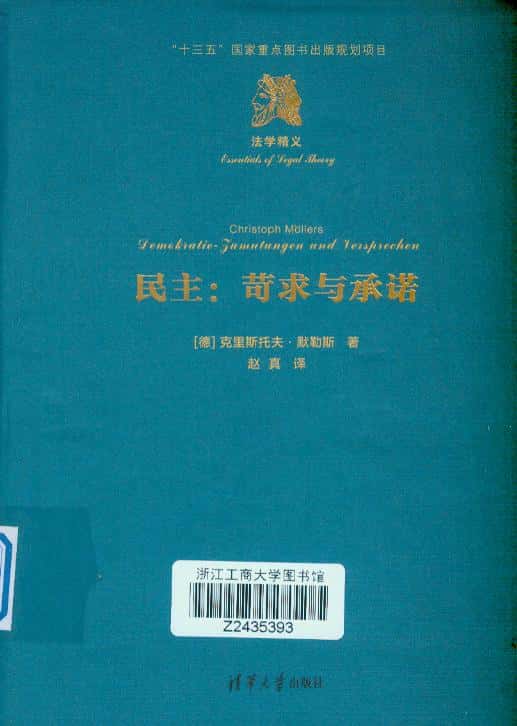 “十三五”国家重点图书出版规划项目
法学精义
Essentials of Legal Theory
Christoph Möllers
Demokratie-Zumutungen und Versprechen
民主：苛求与承诺
[德] 克里斯托夫·默勒斯 著
赵真 译
浙江工商大学图书馆
Z2435393
清华大学出版社